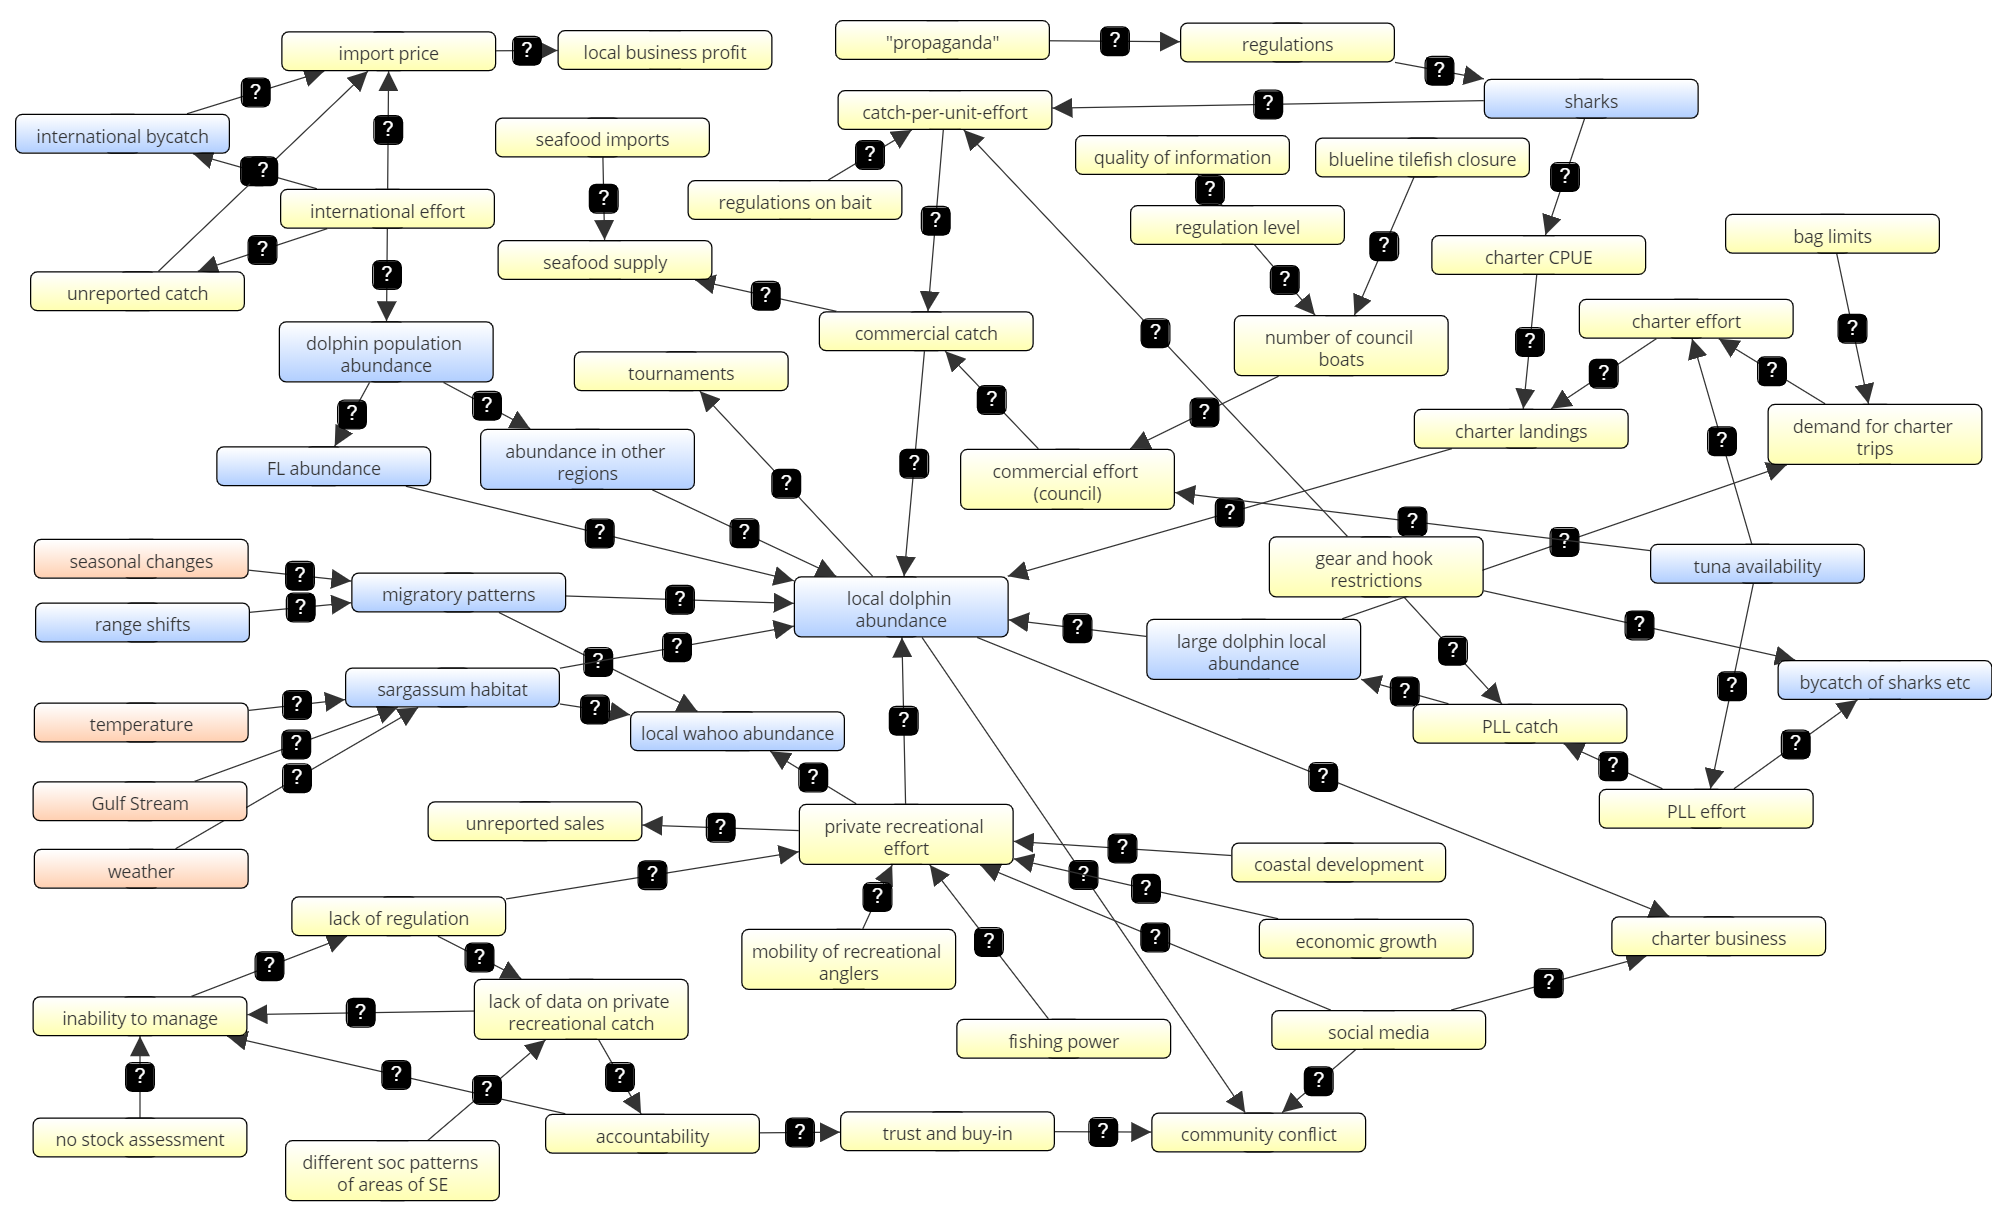 import price
?
local business profit
"propaganda"
?
regulations
?
sharks
?
international bycatch
?
?
seafood imports
catch-per-unit-effort
?
?
quality of information
blueline tilefish closure
?
international effort
?
regulations on bait
?
?
?
regulation level
?
bag limits
unreported catch
?
?
seafood supply
?
?
?
charter CPUE
charter effort
?
dolphin population
abundance
commercial catch
?
number of council
boats
?
?
?
tournaments
?
?
?
?
charter landings
?
demand for charter
trips
FL abundance
abundance in other
regions
?
?
commercial effort
(council)
?
?
?
?
?
seasonal changes
?
migratory patterns
?
local dolphin
abundance
gear and hook
restrictions
tuna availability
range shifts
?
?
?
?
large dolphin local
abundance
?
?
sargassum habitat
?
?
?
bycatch of sharks etc
temperature
?
local wahoo abundance
?
PLL catch
?
?
?
?
?
Gulf Stream
?
PLL effort
unreported sales
?
private recreational
effort
?
coastal development
weather
?
?
?
?
lack of regulation
?
?
mobility of recreational
anglers
?
?
economic growth
charter business
?
inability to manage
?
lack of data on private
recreational catch
fishing power
social media
?
?
?
?
?
no stock assessment
different soc patterns
of areas of SE
accountability
?
trust and buy-in
?
community conflict